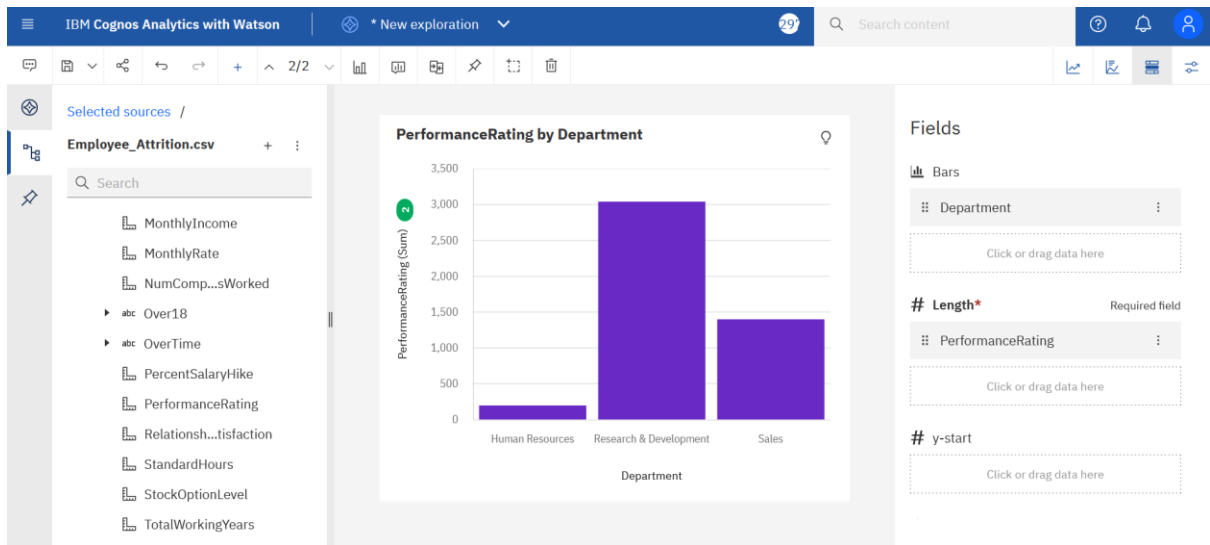 IBM Cognos Analytics with Watson
* New exploration
29'
Search content
2/2
Selected sources /
Employee_Attrition.csv
Search
MonthlyIncome
MonthlyRate
NumComp...sWorked
abc Over18
abc OverTime
PercentSalaryHike
PerformanceRating
Relationsh...tisfaction
StandardHours
StockOptionLevel
TotalWorkingYears
PerformanceRating by Department
PerformanceRating (Sum)
2
3,500
3,000
2,500
2,000
1,500
1,000
500
0
Human Resources
Research & Development
Sales
Department
Fields
Bars
Department
Click or drag data here
# Length*
Required field
PerformanceRating
Click or drag data here
# y-start
Click or drag data here